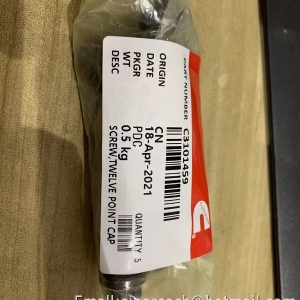 PART NUMBER C3101459
ORIGIN CN
DATE 18-Apr-2021
PKGR PDC
WT 0.5 kg
DESC SCREW,TWELVE POINT CAP
QUANTITY 5